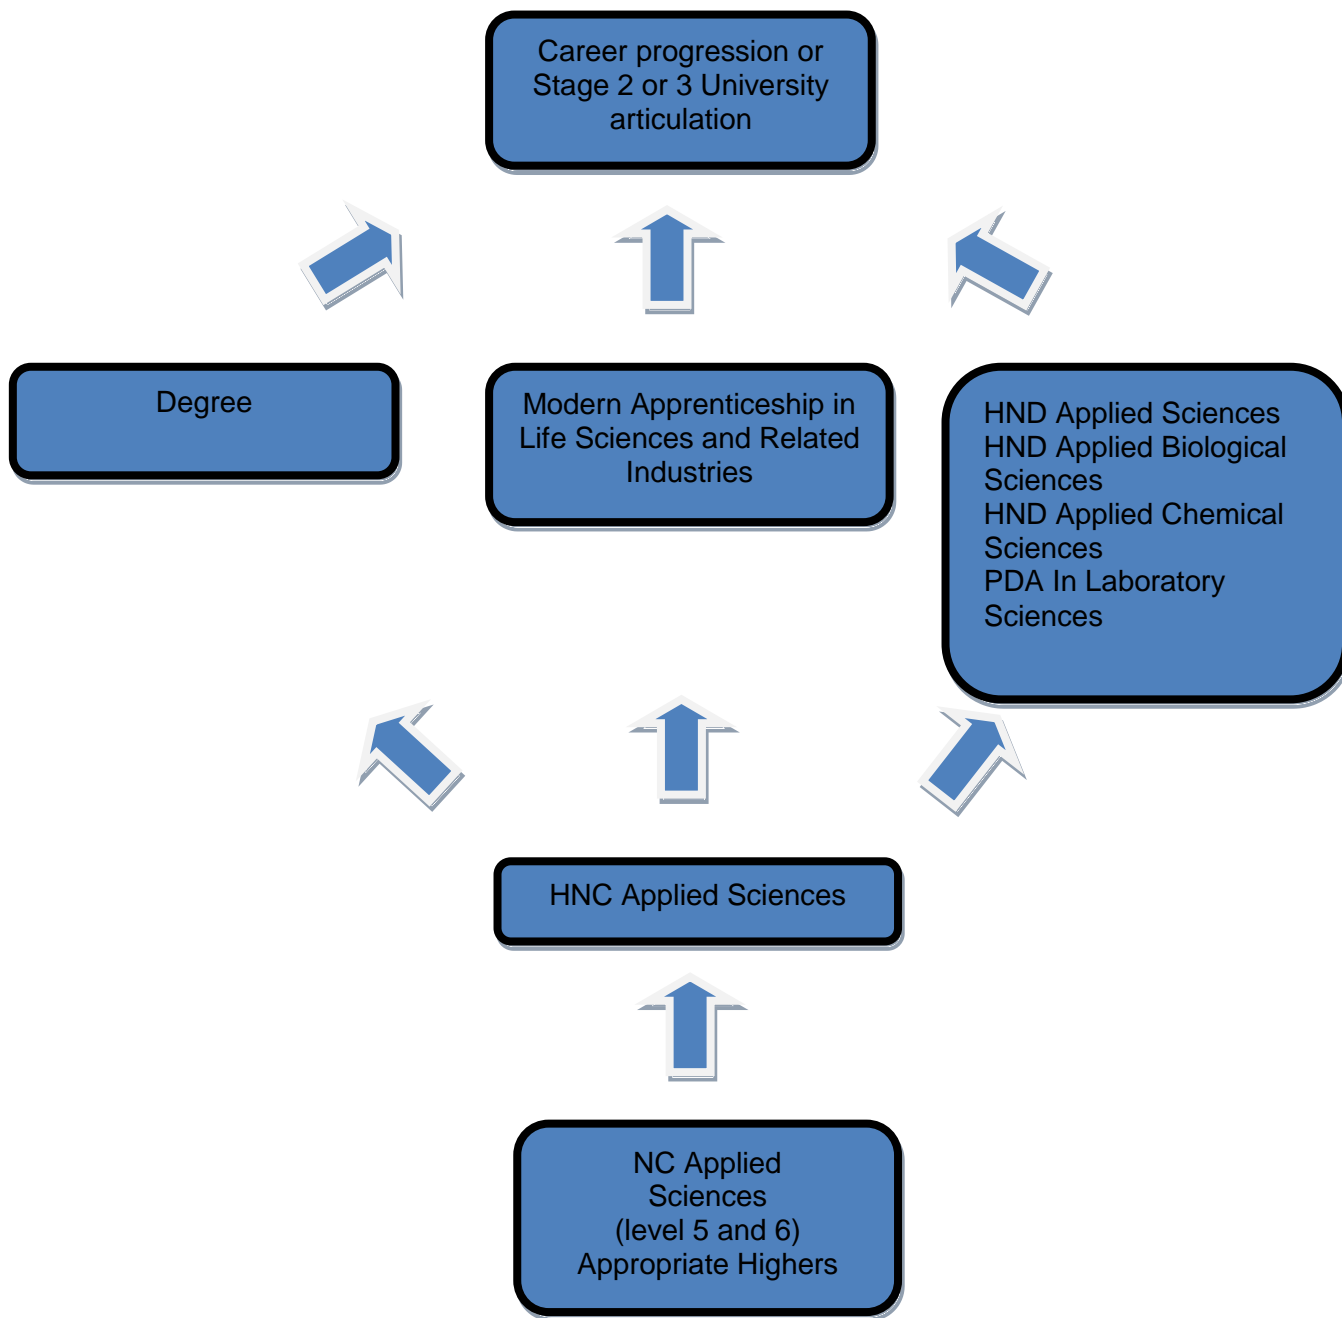 Career progression or
Stage 2 or 3 University
articulation
Degree
Modern Apprenticeship in
Life Sciences and Related
Industries
HND Applied Sciences
HND Applied Biological
Sciences
HND Applied Chemical
Sciences
PDA In Laboratory
Sciences
HNC Applied Sciences
NC Applied
Sciences
(level 5 and 6)
Appropriate Highers